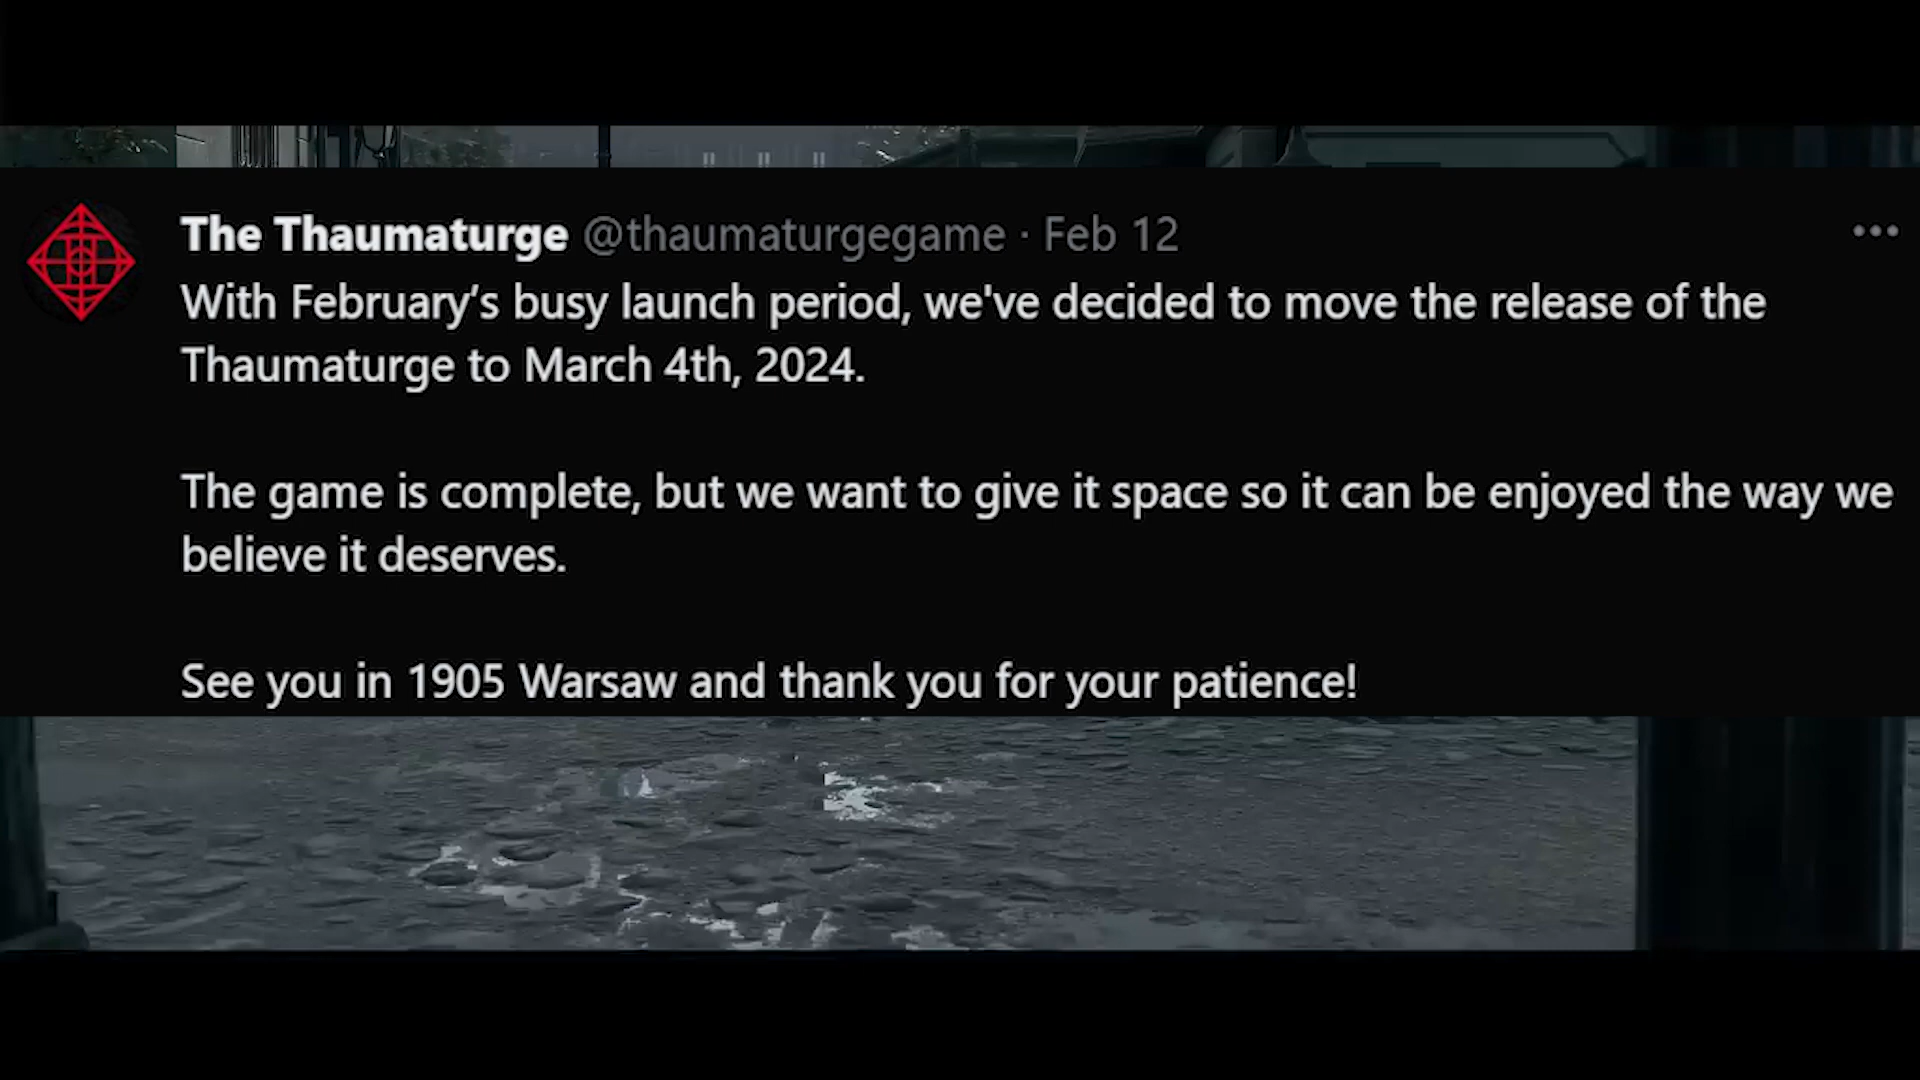 The Thaumaturge @thaumaturgegame · Feb 12
With February’s busy launch period, we've decided to move the release of the
Thaumaturge to March 4th, 2024.
The game is complete, but we want to give it space so it can be enjoyed the way we
believe it deserves.
See you in 1905 Warsaw and thank you for your patience!